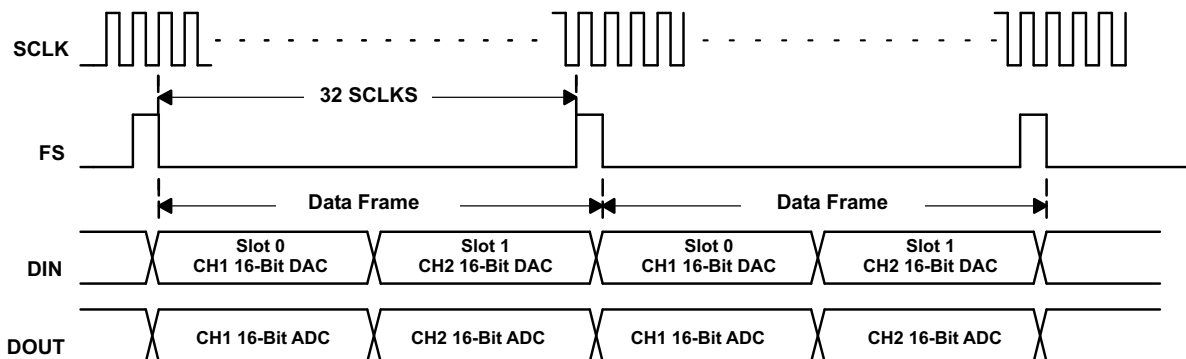 SCLK
32 SCLKS
FS
Data Frame
Data Frame
DIN
Slot 0
CH1 16-Bit DAC
Slot 1
CH2 16-Bit DAC
Slot 0
CH1 16-Bit DAC
Slot 1
CH2 16-Bit DAC
DOUT
CH1 16-Bit ADC
CH2 16-Bit ADC
CH1 16-Bit ADC
CH2 16-Bit ADC